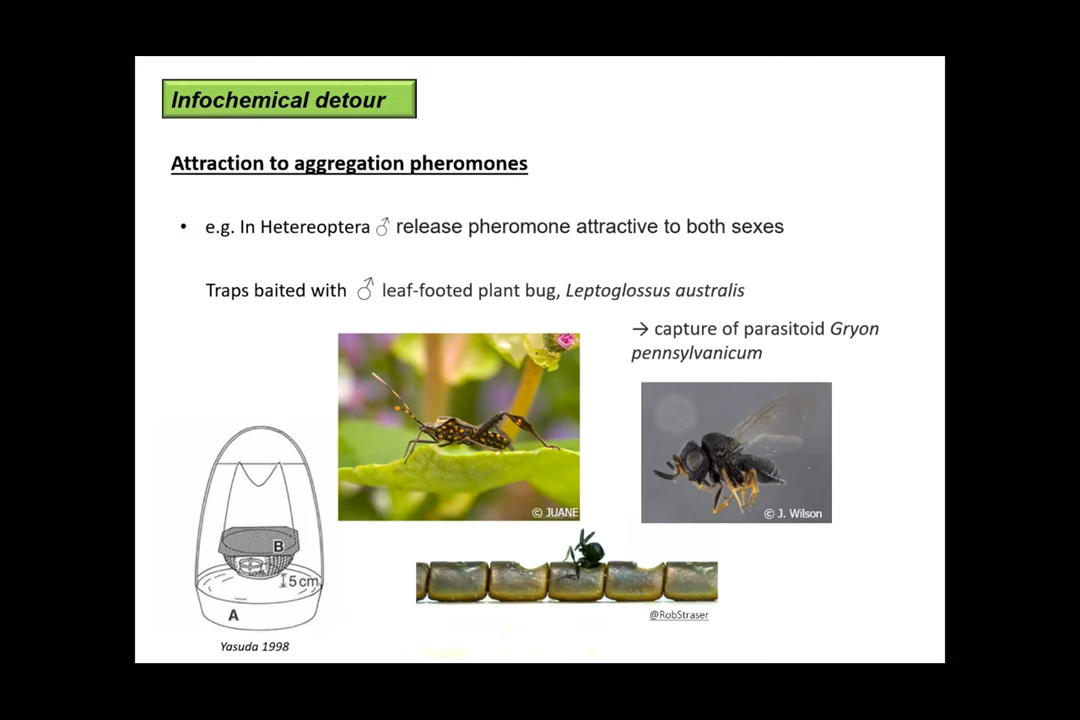 Infochemical detour
Attraction to aggregation pheromones
• e.g. In Hetereoptera ♂ release pheromone attractive to both sexes
Traps baited with ♂ leaf-footed plant bug, Leptoglossus australis
→ capture of parasitoid Gryon
pennsylvanicum
© JUANE
© J. Wilson
B
5 cm
A
@RobStraser
Yasuda 1998